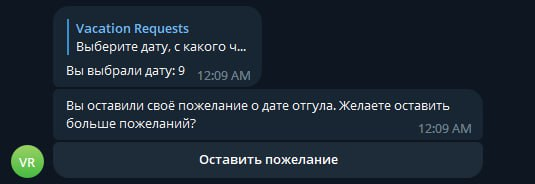 Vacation Requests
Выберите дату, с какого ч...
Вы выбрали дату: 9
12:09 AM
Вы оставили своё пожелание о дате отгула. Желаете оставить
больше пожеланий?
12:09 AM
VR
Оставить пожелание